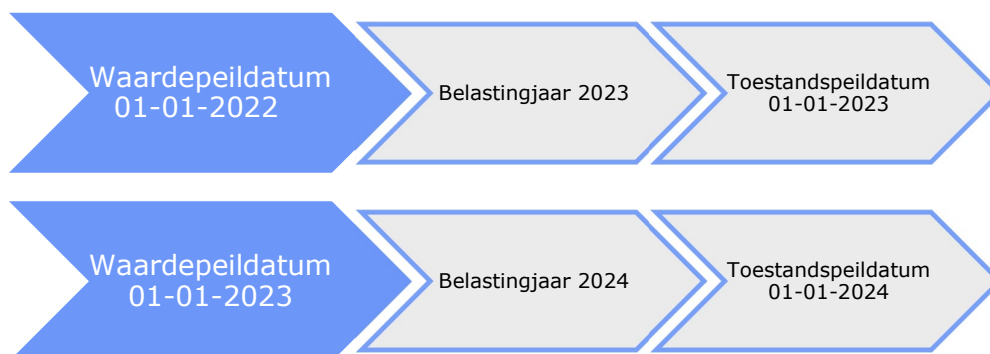 Waardepeildatum
01-01-2022
Belastingjaar 2023
Toestandspeildatum
01-01-2023
Waardepeildatum
01-01-2023
Belastingjaar 2024
Toestandspeildatum
01-01-2024